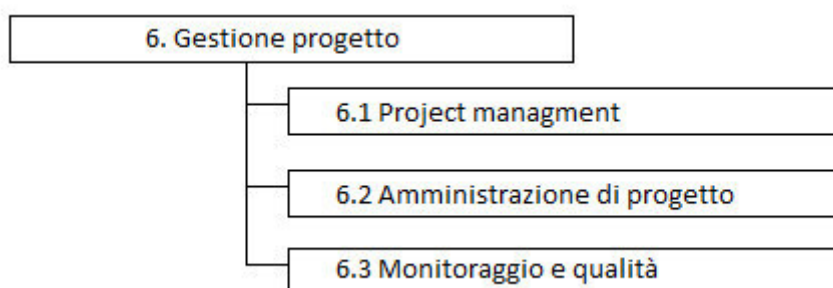 6. Gestione progetto
6.1 Project managment
6.2 Amministrazione di progetto
6.3 Monitoraggio e qualità